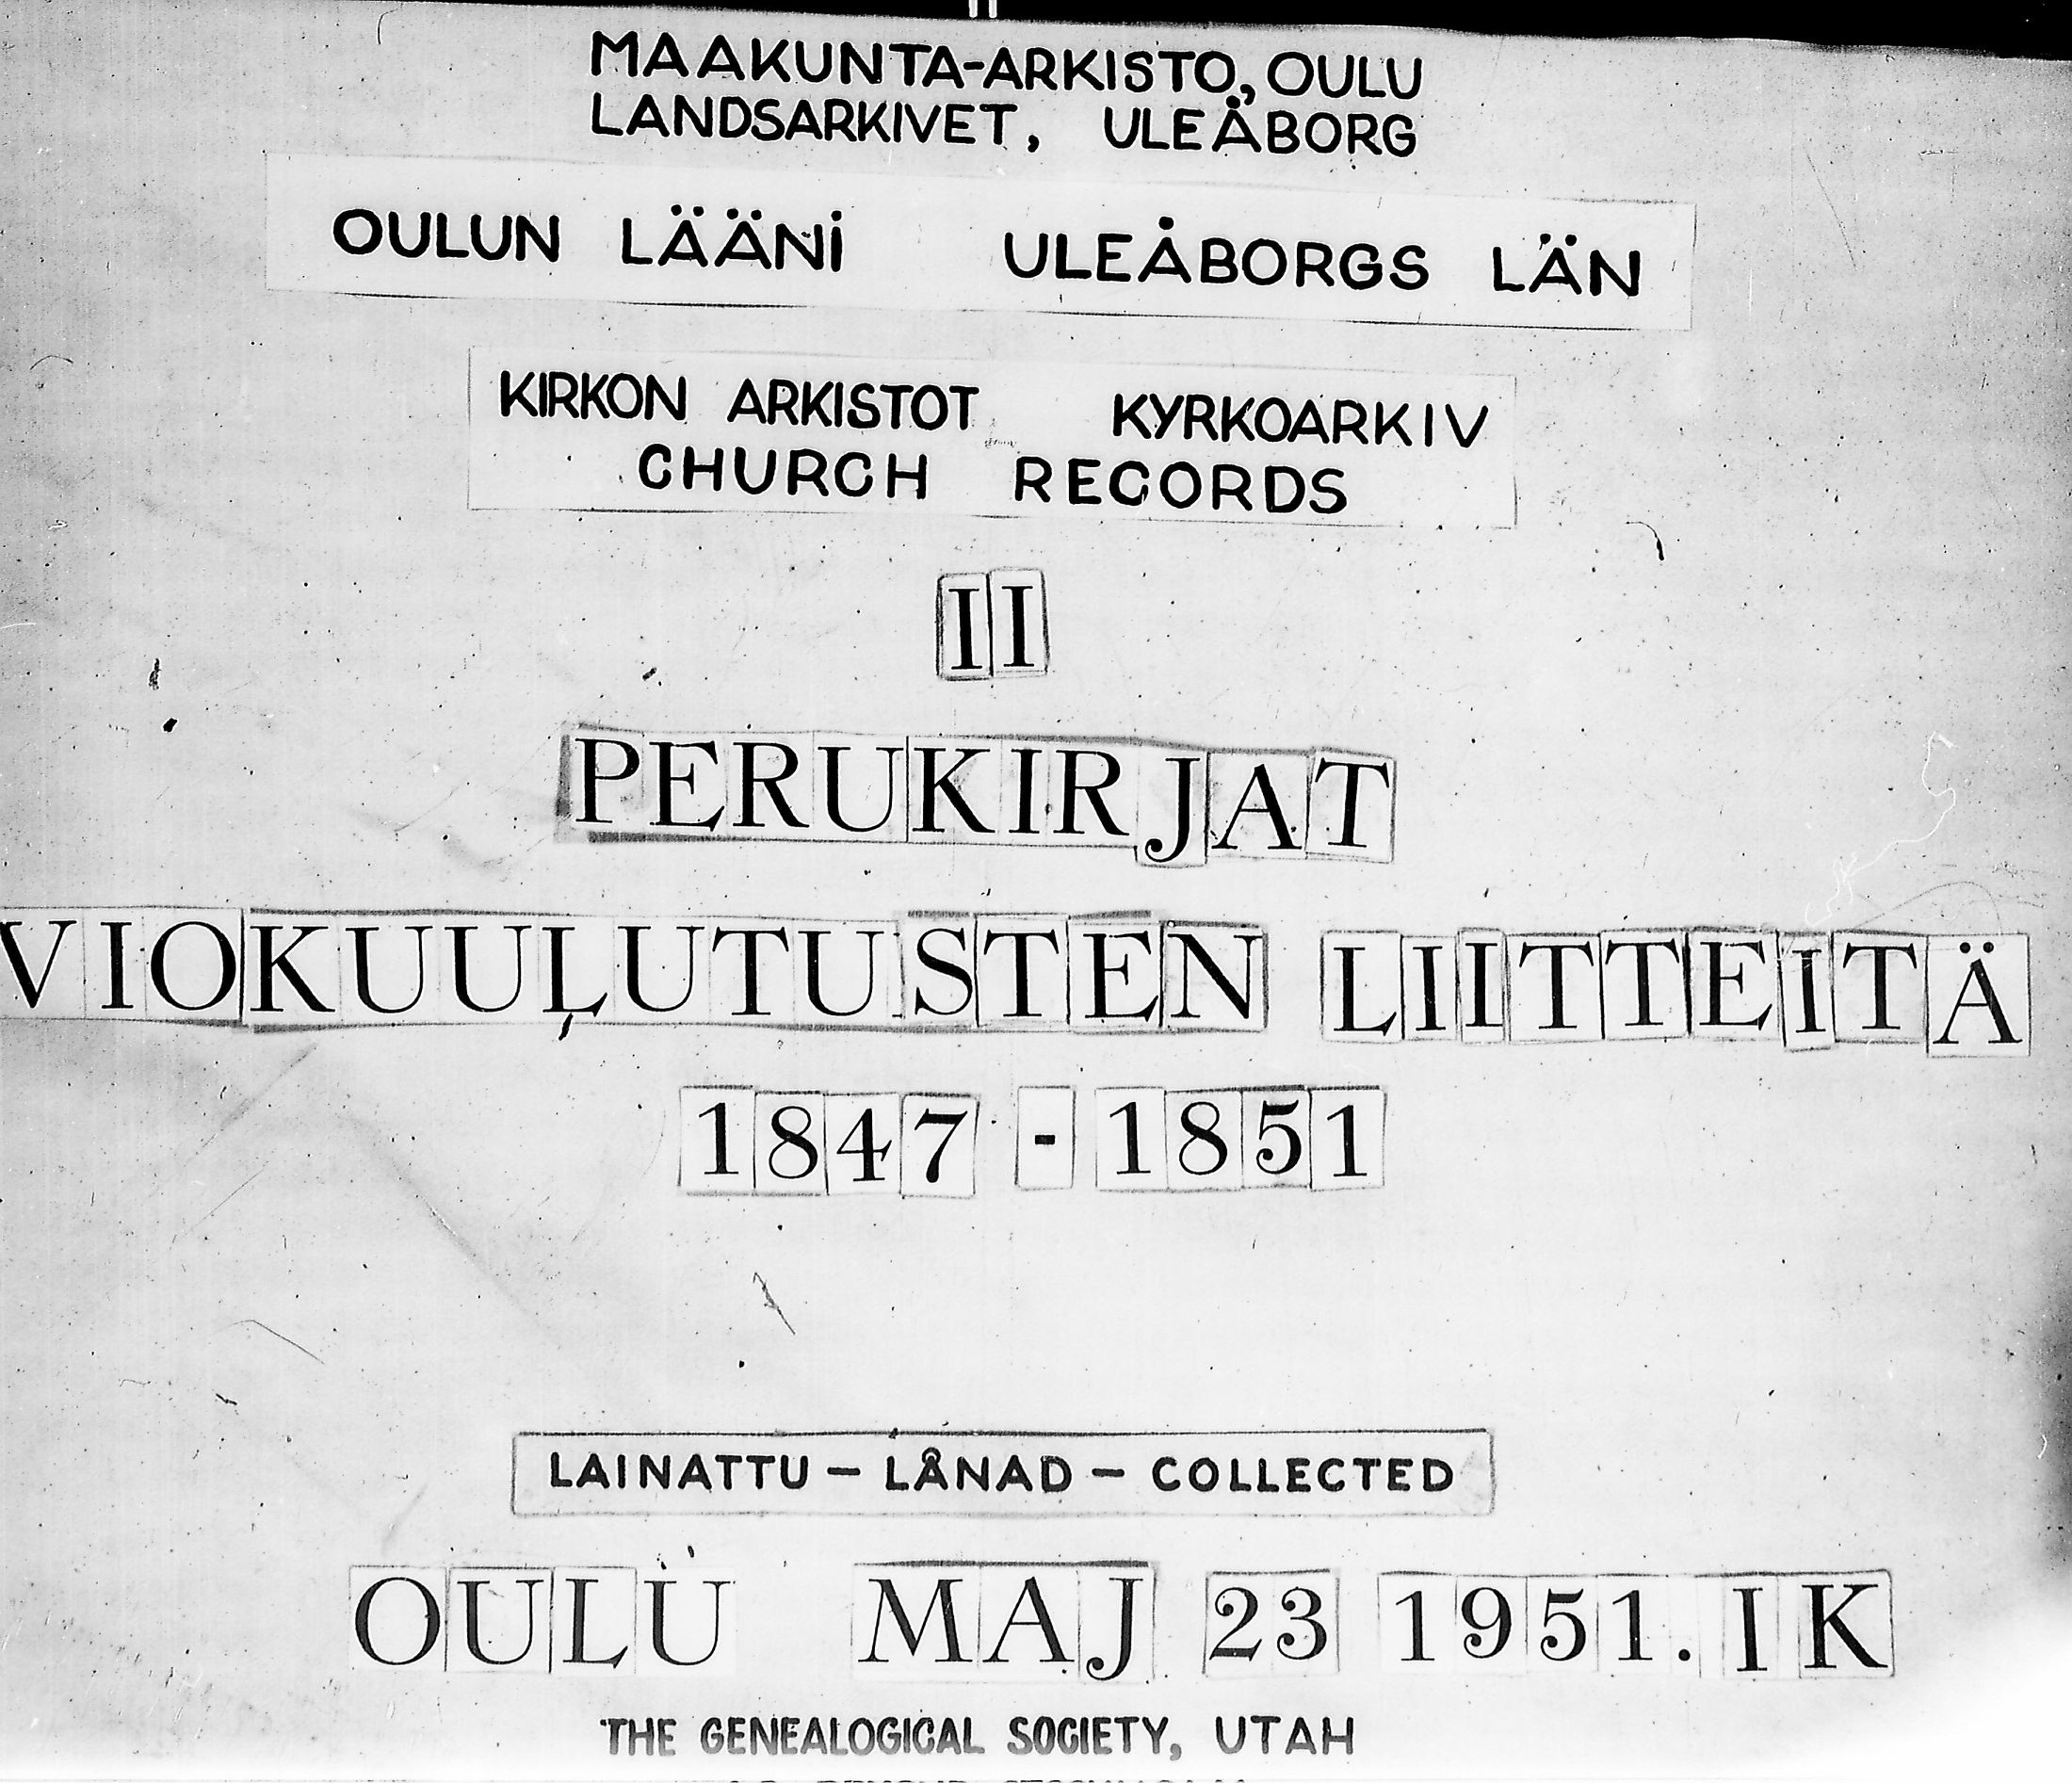 MAAKUNTA-ARKISTO, OULU
LANDSARKIVET, ULEÅBORG
OULUN LÄÄNI ULEÅBORGS LÄN
KIRKON ARKISTOT KYRKOARKIV
CHURCH RECORDS
II
PERUKIRJAT
VIOKUULUTUSTEN LIITTEITÄ
1847 - 1851
LAINATTU - LÅNAD - COLLECTED
OULU MAJ 23 1951. IK
THE GENEALOGICAL SOCIETY, UTAH